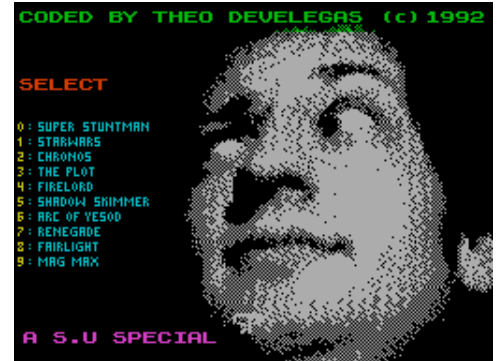 CODED BY THEO DEVELEGAS (c) 1992
SELECT
0: SUPER STUNTMAN
1: STARWARS
2: CHRONOS
3: THE PLOT
4: FIRELORD
5: SHADOW SKIMMER
6: ARC OF YESOD
7: RENEGADE
8: FAIRLIGHT
9: MAG MAX
A S.U SPECIAL